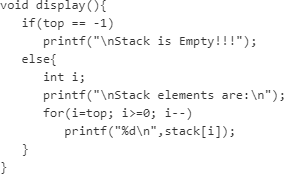 void display(){
   if(top == -1)
      printf("\nStack is Empty!!!");
   else{
      int i;
      printf("\nStack elements are:\n");
      for(i=top; i>=0; i--)
         printf("%d\n",stack[i]);
   }
}